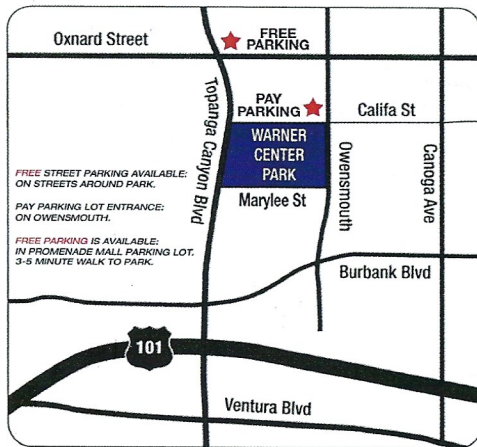 Oxnard Street
FREE
PARKING
Topanga Canyon Blvd
PAY
PARKING
Califa St
WARNER
CENTER
PARK
Owensmouth
Canoga Ave
FREE STREET PARKING AVAILABLE:
ON STREETS AROUND PARK.
PAY PARKING LOT ENTRANCE:
ON OWENSMOUTH.
FREE PARKING IS AVAILABLE:
IN PROMENADE MALL PARKING LOT.
3-5 MINUTE WALK TO PARK.
Marylee St
Burbank Blvd
101
Ventura Blvd